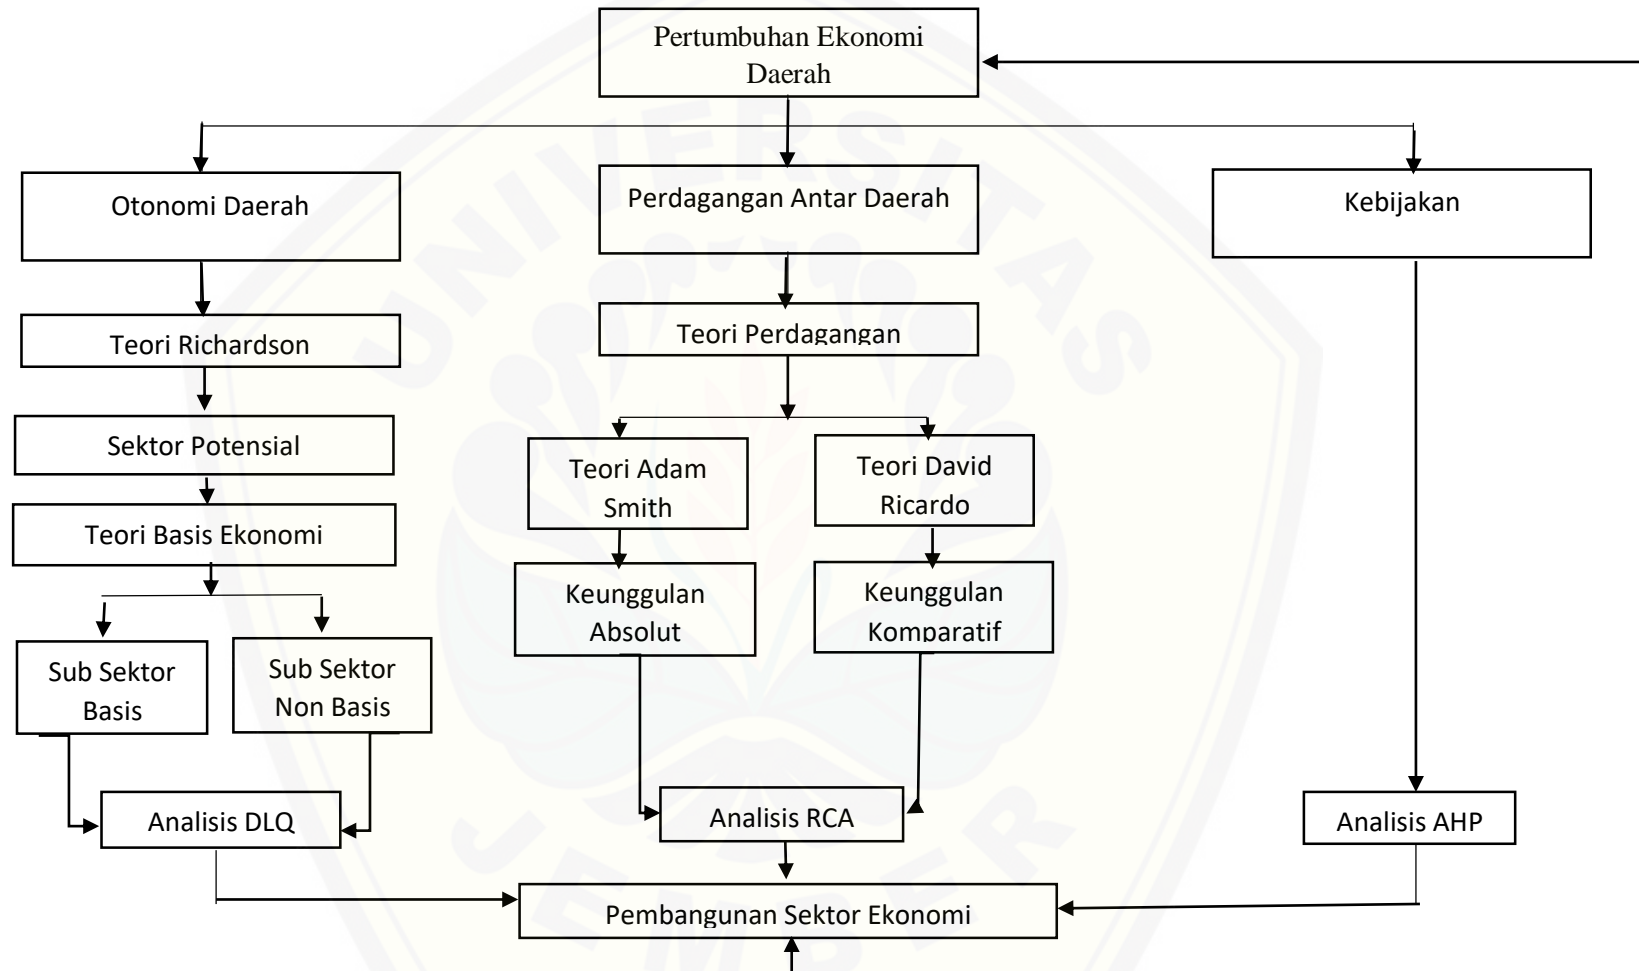 Pertumbuhan Ekonomi
Daerah
Otonomi Daerah
Perdagangan Antar Daerah
Kebijakan
Teori Richardson
Teori Perdagangan
Sektor Potensial
Teori Adam
Smith
Teori David
Ricardo
Teori Basis Ekonomi
Keunggulan
Absolut
Keunggulan
Komparatif
Sub Sektor
Basis
Sub Sektor
Non Basis
Analisis DLQ
Analisis RCA
Analisis AHP
Pembangunan Sektor Ekonomi
UNIVERSITAS
JEMBER